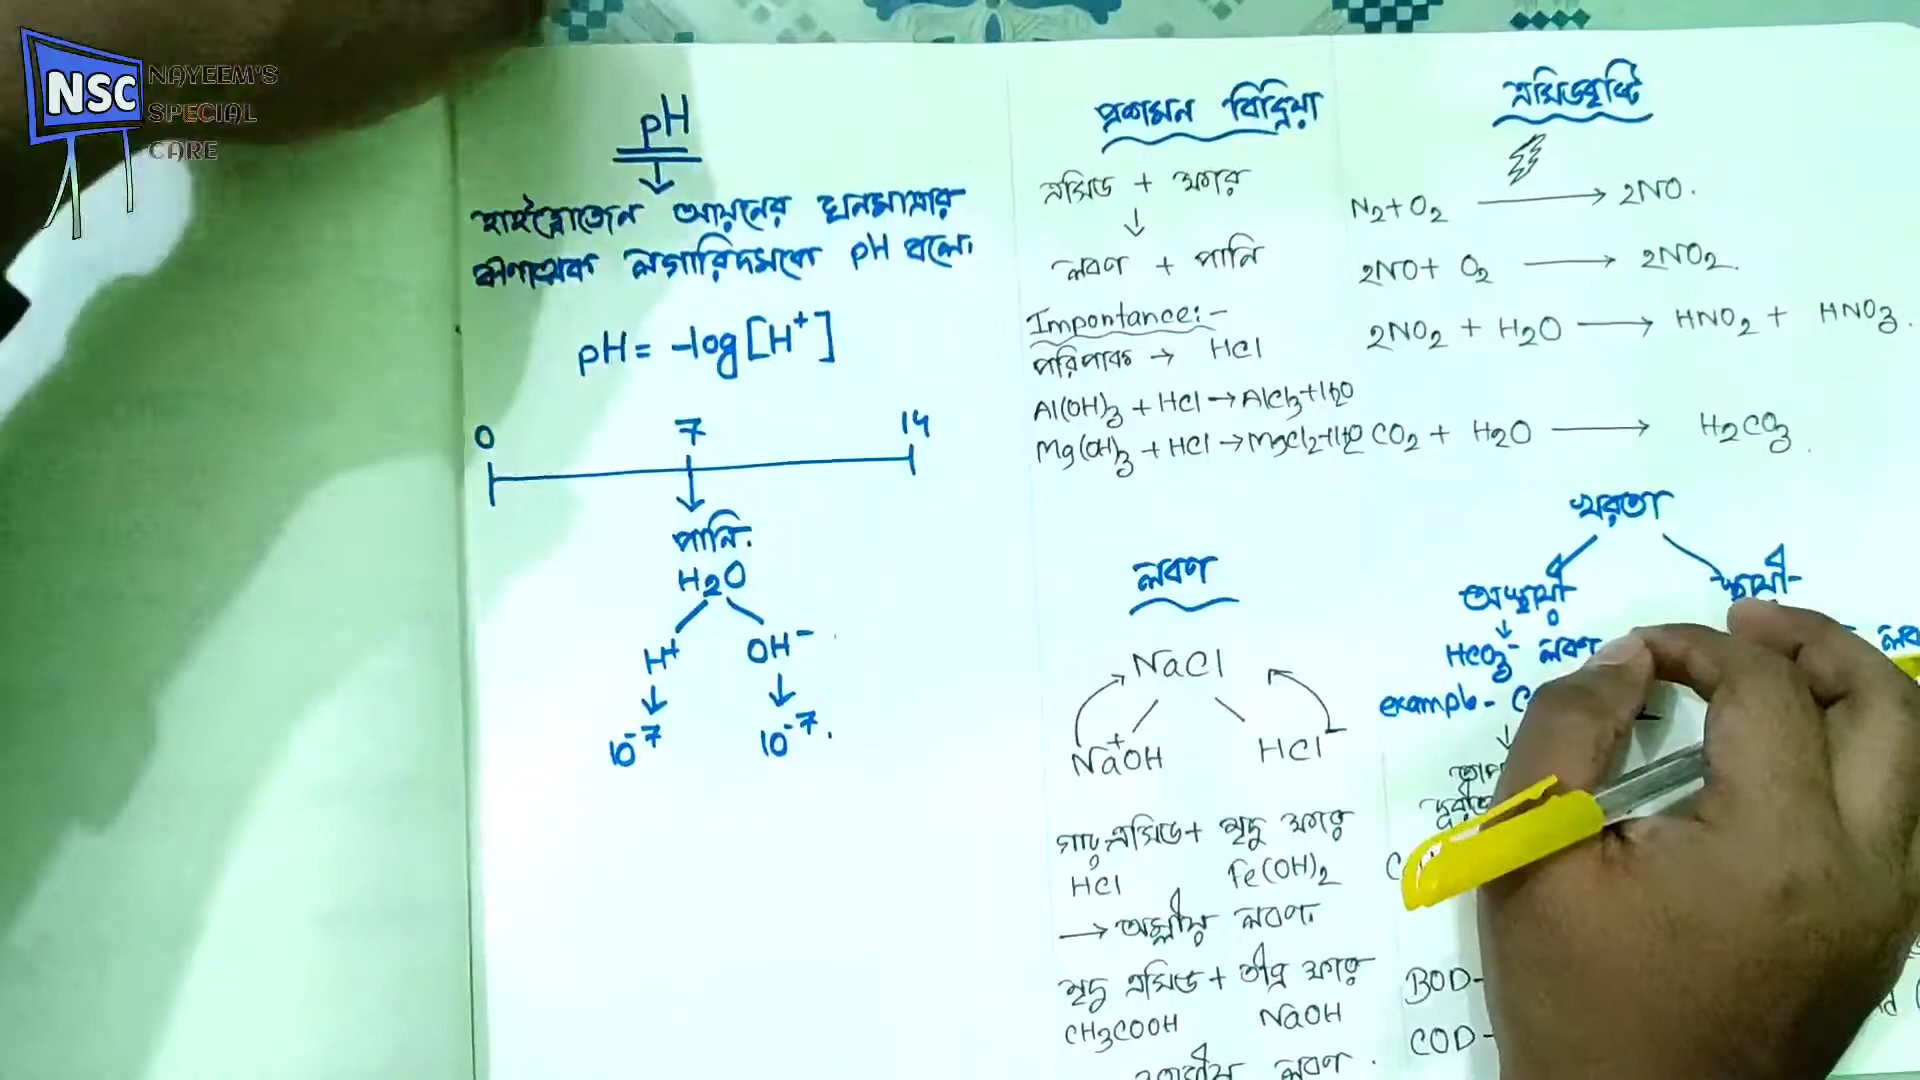 NSC
NAYEEM'S
SPECIAL
CARE
pH
হাইড্রোজেন আয়নের ঘনমাত্রার
ঋণাত্মক লগারিদমকে pH বলে।
pH = -log[H⁺]
0 7 14
পানি.
H₂O
H⁺ OH⁻
10⁻⁷ 10⁻⁷.
প্রশমন বিক্রিয়া
এসিড + ক্ষার
লবণ + পানি
Importance:-
পরিপাক → HCl
Al(OH)₃ + HCl → AlCl₃ + H₂O
Mg(OH)₃ + HCl → MgCl₂ + H₂O
লবণ
NaCl
NaOH HCl
গাঢ় এসিড + মৃদু ক্ষার
HCl Fe(OH)₂
→ অম্লীয় লবণ।
মৃদু এসিড + তীব্র ক্ষার
CH₃COOH NaOH
লবণ.
এসিডবৃষ্টি
N₂ + O₂ → 2NO.
2NO + O₂ → 2NO₂.
2NO₂ + H₂O → HNO₂ + HNO₃.
CO₂ + H₂O → H₂CO₃.
খরতা
অস্থায়ী স্থায়ী
HCO₃⁻ লবণ
example-
BOD-
COD-